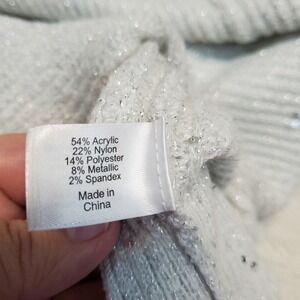 54% Acrylic
22% Nylon
14% Polyester
8% Metallic
2% Spandex
Made in
China